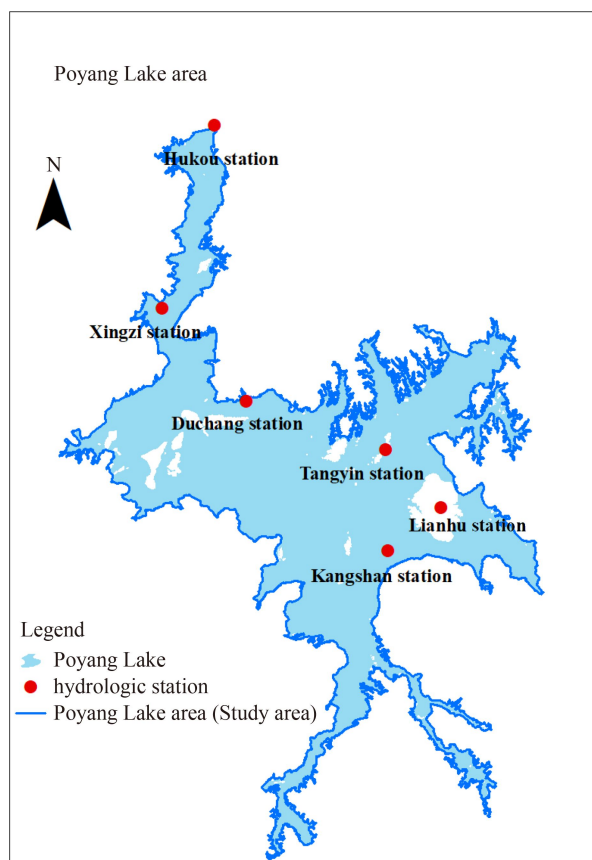 Poyang Lake area
Hukou station
N
Xingzi station
Duchang station
Tangyin station
Lianhu station
Kangshan station
Legend
Poyang Lake
hydrologic station
Poyang Lake area (Study area)